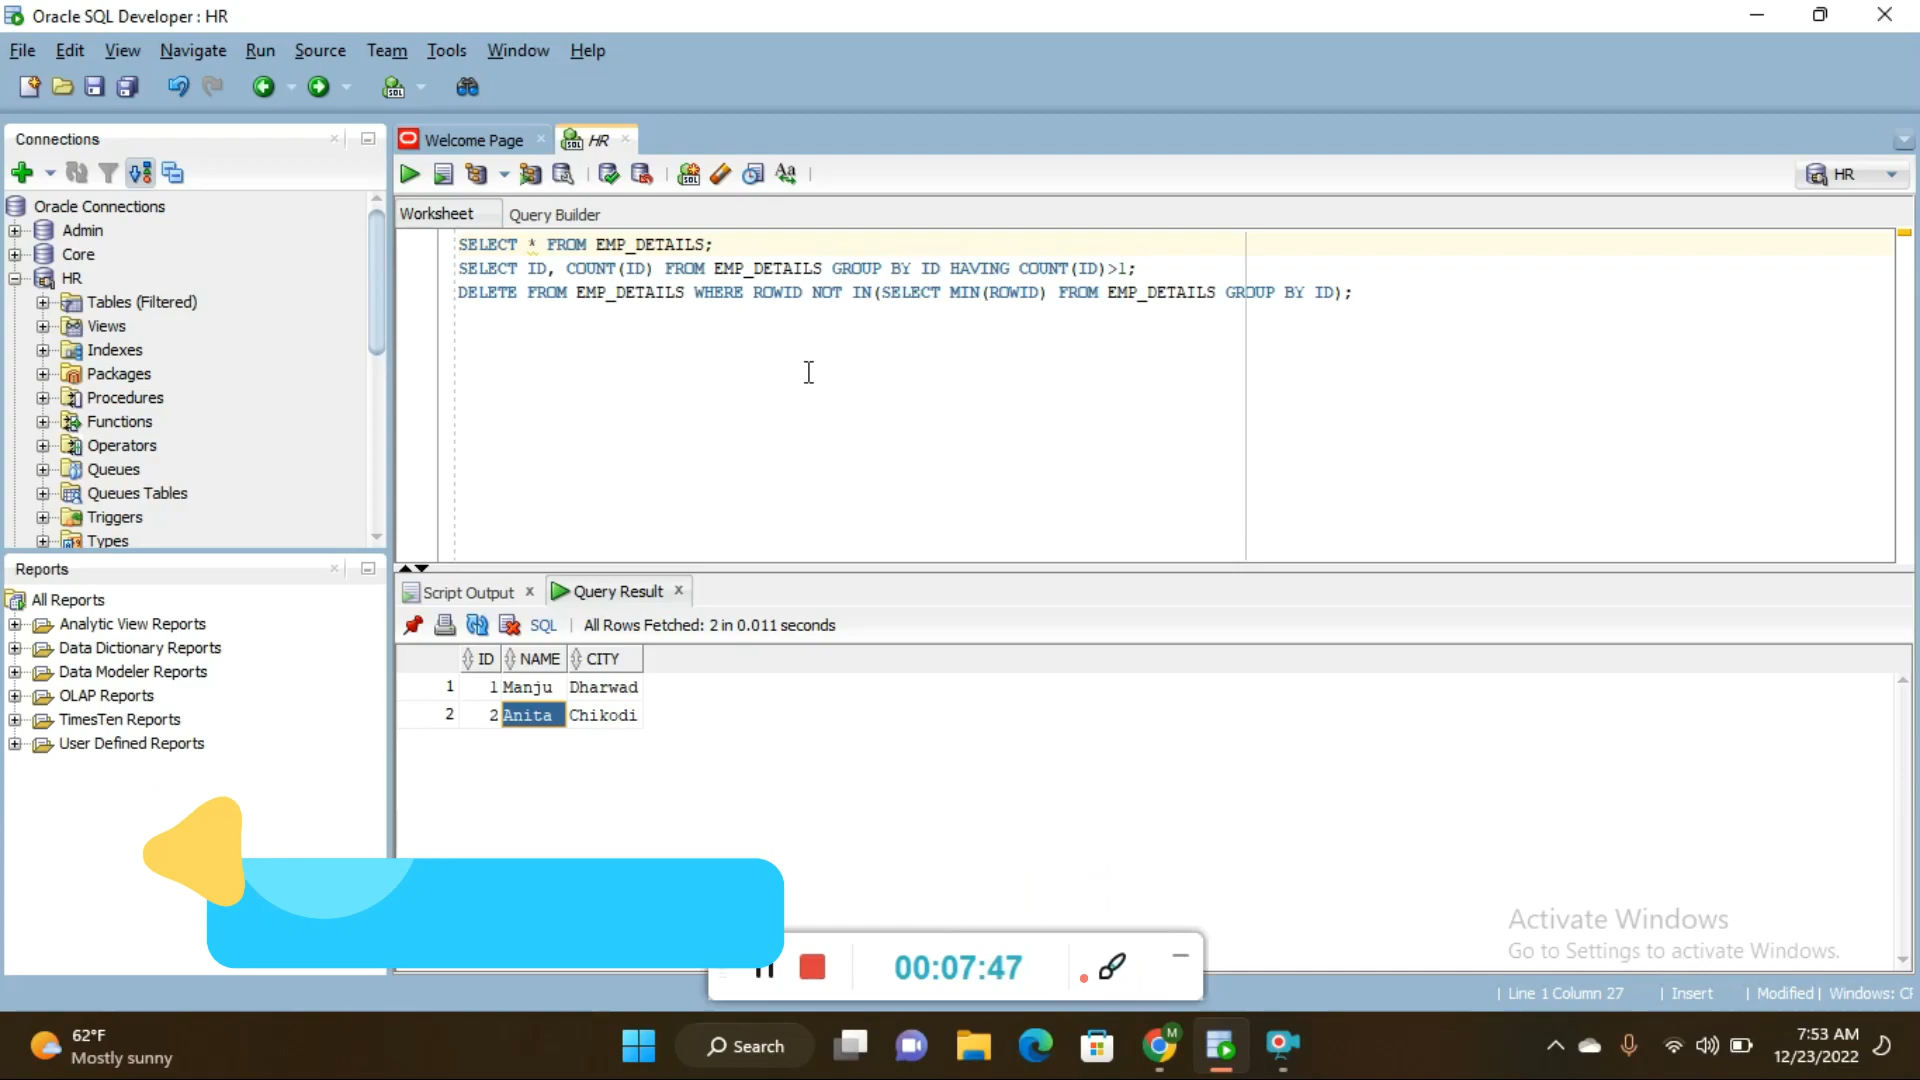 Oracle SQL Developer : HR
File Edit View Navigate Run Source Team Tools Window Help
Connections
Oracle Connections
Admin
Core
HR
Tables (Filtered)
Views
Indexes
Packages
Procedures
Functions
Operators
Queues
Queues Tables
Triggers
Types
Reports
All Reports
Analytic View Reports
Data Dictionary Reports
Data Modeler Reports
OLAP Reports
TimesTen Reports
User Defined Reports
Welcome Page HR
HR
Worksheet Query Builder
SELECT * FROM EMP_DETAILS;
SELECT ID, COUNT(ID) FROM EMP_DETAILS GROUP BY ID HAVING COUNT(ID)>1;
DELETE FROM EMP_DETAILS WHERE ROWID NOT IN(SELECT MIN(ROWID) FROM EMP_DETAILS GROUP BY ID);
Script Output Query Result
SQL | All Rows Fetched: 2 in 0.011 seconds
ID NAME CITY
1 1 Manju Dharwad
2 2 Anita Chikodi
Activate Windows
Go to Settings to activate Windows.
00:07:47
| Line 1 Column 27 | Insert | Modified | Windows: CF
62°F
Mostly sunny
Search
M
7:53 AM
12/23/2022